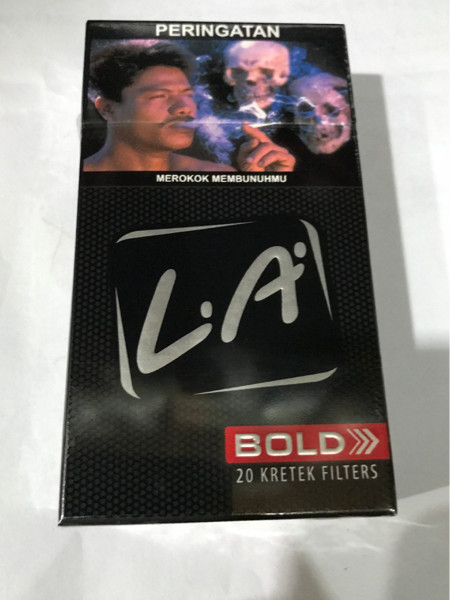 PERINGATAN
MEROKOK MEMBUNUHMU
L.A.
BOLD
20 KRETEK FILTERS